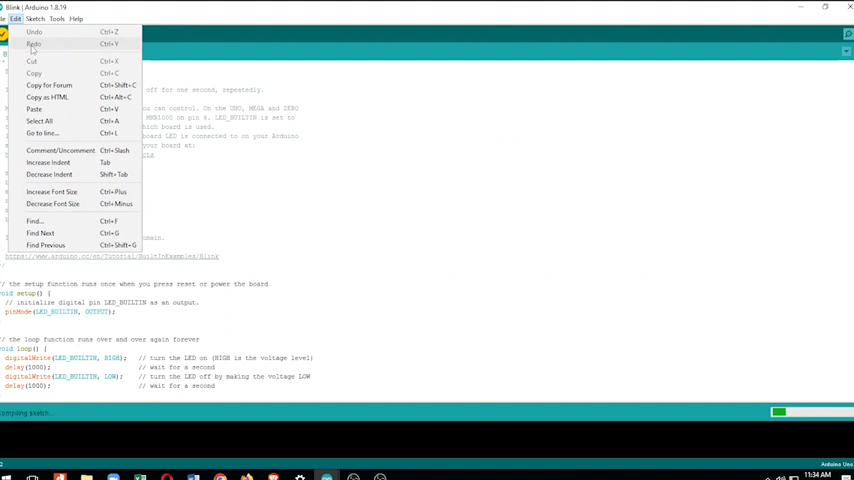 Blink | Arduino 1.8.19
Edit Sketch Tools Help
Undo Ctrl+Z
Redo Ctrl+Y
Cut Ctrl+X
Copy Ctrl+C
Copy for Forum Ctrl+Shift+C
Copy as HTML Ctrl+Alt+C
Paste Ctrl+V
Select All Ctrl+A
Go to line... Ctrl+L
Comment/Uncomment Ctrl+Slash
Increase Indent Tab
Decrease Indent Shift+Tab
Increase Font Size Ctrl+Plus
Decrease Font Size Ctrl+Minus
Find... Ctrl+F
Find Next Ctrl+G
Find Previous Ctrl+Shift+G
off for one second, repeatedly.
you can control. On the UNO, MEGA and ZERO
MKR1000 on pin 6. LED_BUILTIN is set to
which board is used.
board LED is connected to on your Arduino
your board at:
cts
main.
https://www.arduino.cc/en/Tutorial/BuiltInExamples/Blink
*/
// the setup function runs once when you press reset or power the board
void setup() {
// initialize digital pin LED_BUILTIN as an output.
pinMode(LED_BUILTIN, OUTPUT);
// the loop function runs over and over again forever
void loop() {
digitalWrite(LED_BUILTIN, HIGH); // turn the LED on (HIGH is the voltage level)
delay(1000); // wait for a second
digitalWrite(LED_BUILTIN, LOW); // turn the LED off by making the voltage LOW
delay(1000); // wait for a second
Compiling sketch...
2 Arduino Uno
11:34 AM